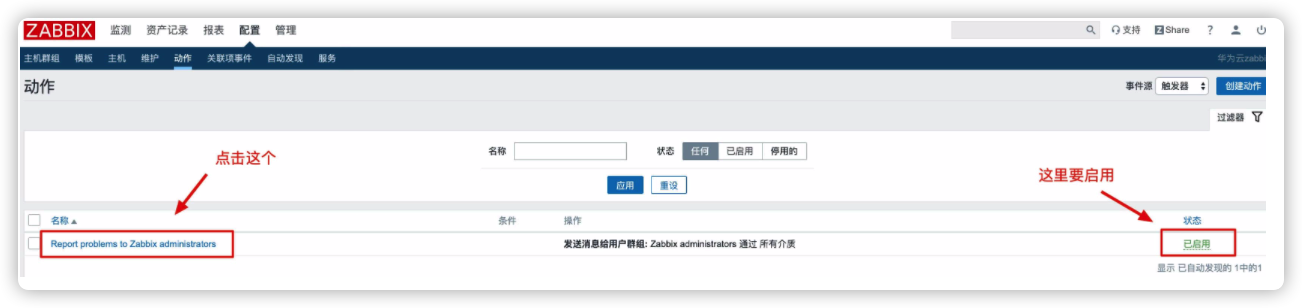 ZABBIX 监测 资产记录 报表 配置 管理 支持 Z Share ?
主机群组 模板 主机 维护 动作 关联项事件 自动发现 服务 华为云zabbi
动作 事件源 触发器 创建动作
过滤器
点击这个
名称 状态 任何 已启用 停用的
这里要启用
应用 重设
名称 条件 操作 状态
Report problems to Zabbix administrators 发送消息给用户群组: Zabbix administrators 通过 所有介质 已启用
显示 已自动发现的 1中的1